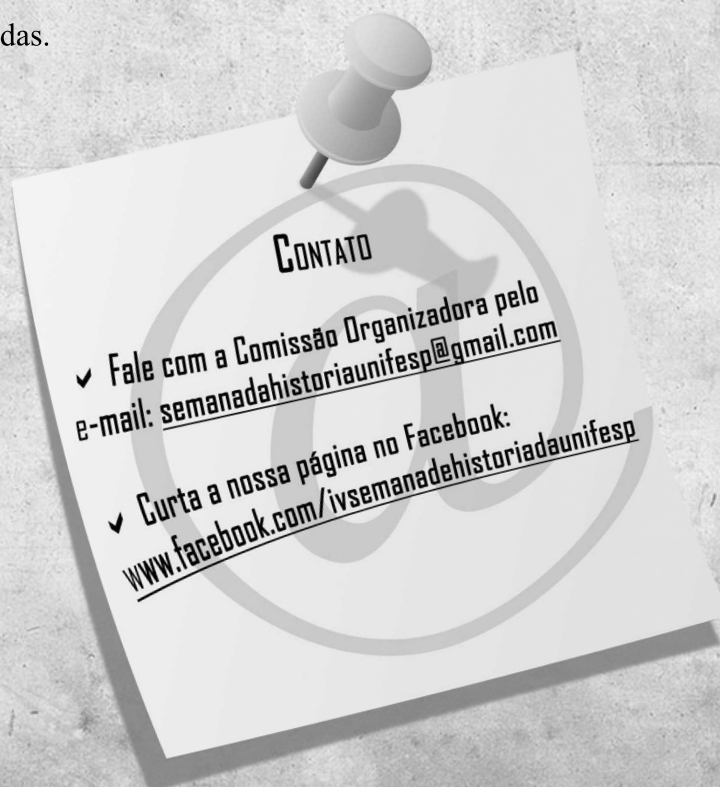 das.
CONTATO
✔ Fale com a Comissão Organizadora pelo
e-mail: semanadahistoriaunifesp@gmail.com
✔ Curta a nossa página no Facebook:
www.facebook.com/ivsemanadehistoriadaunifesp